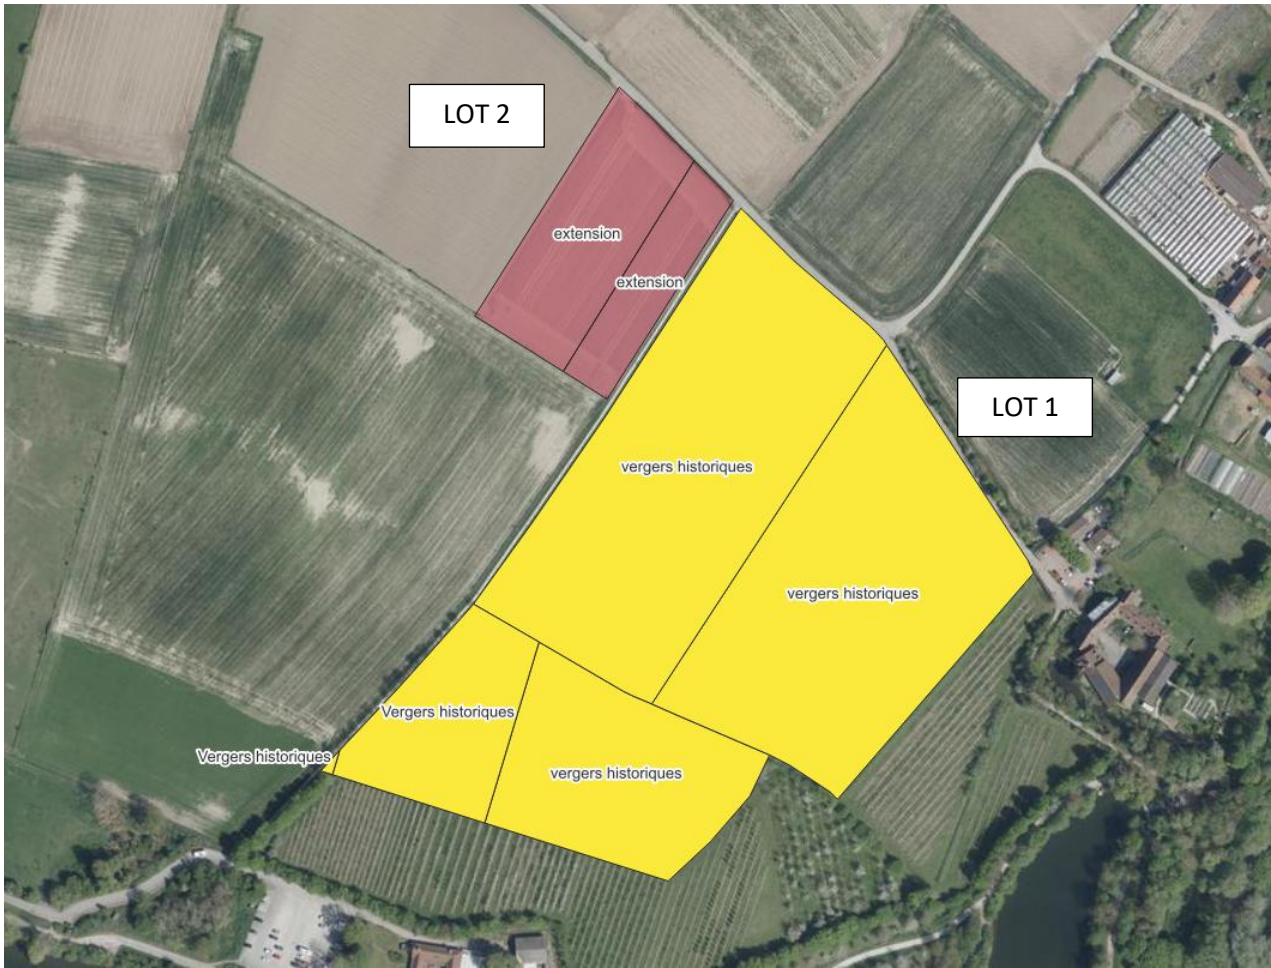 LOT 2
extension
extension
LOT 1
vergers historiques
vergers historiques
Vergers historiques
Vergers historiques
vergers historiques